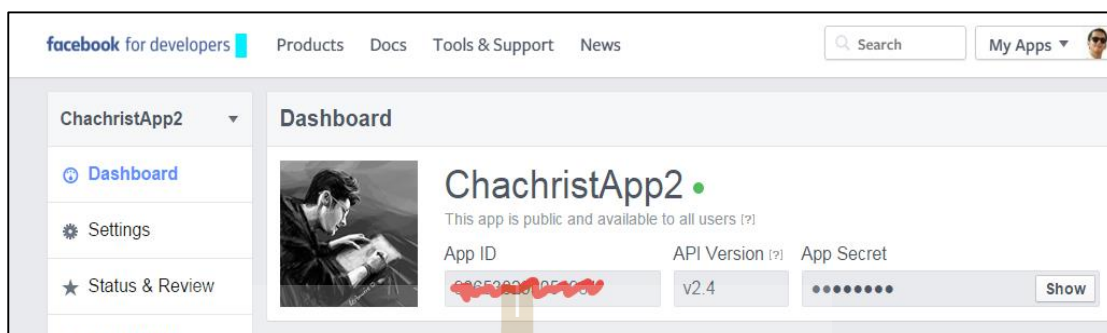 facebook for developers Products Docs Tools & Support News Search My Apps
ChachristApp2 Dashboard
Dashboard
ChachristApp2
This app is public and available to all users [?]
Settings
App ID API Version [?] App Secret
Status & Review
v2.4 Show